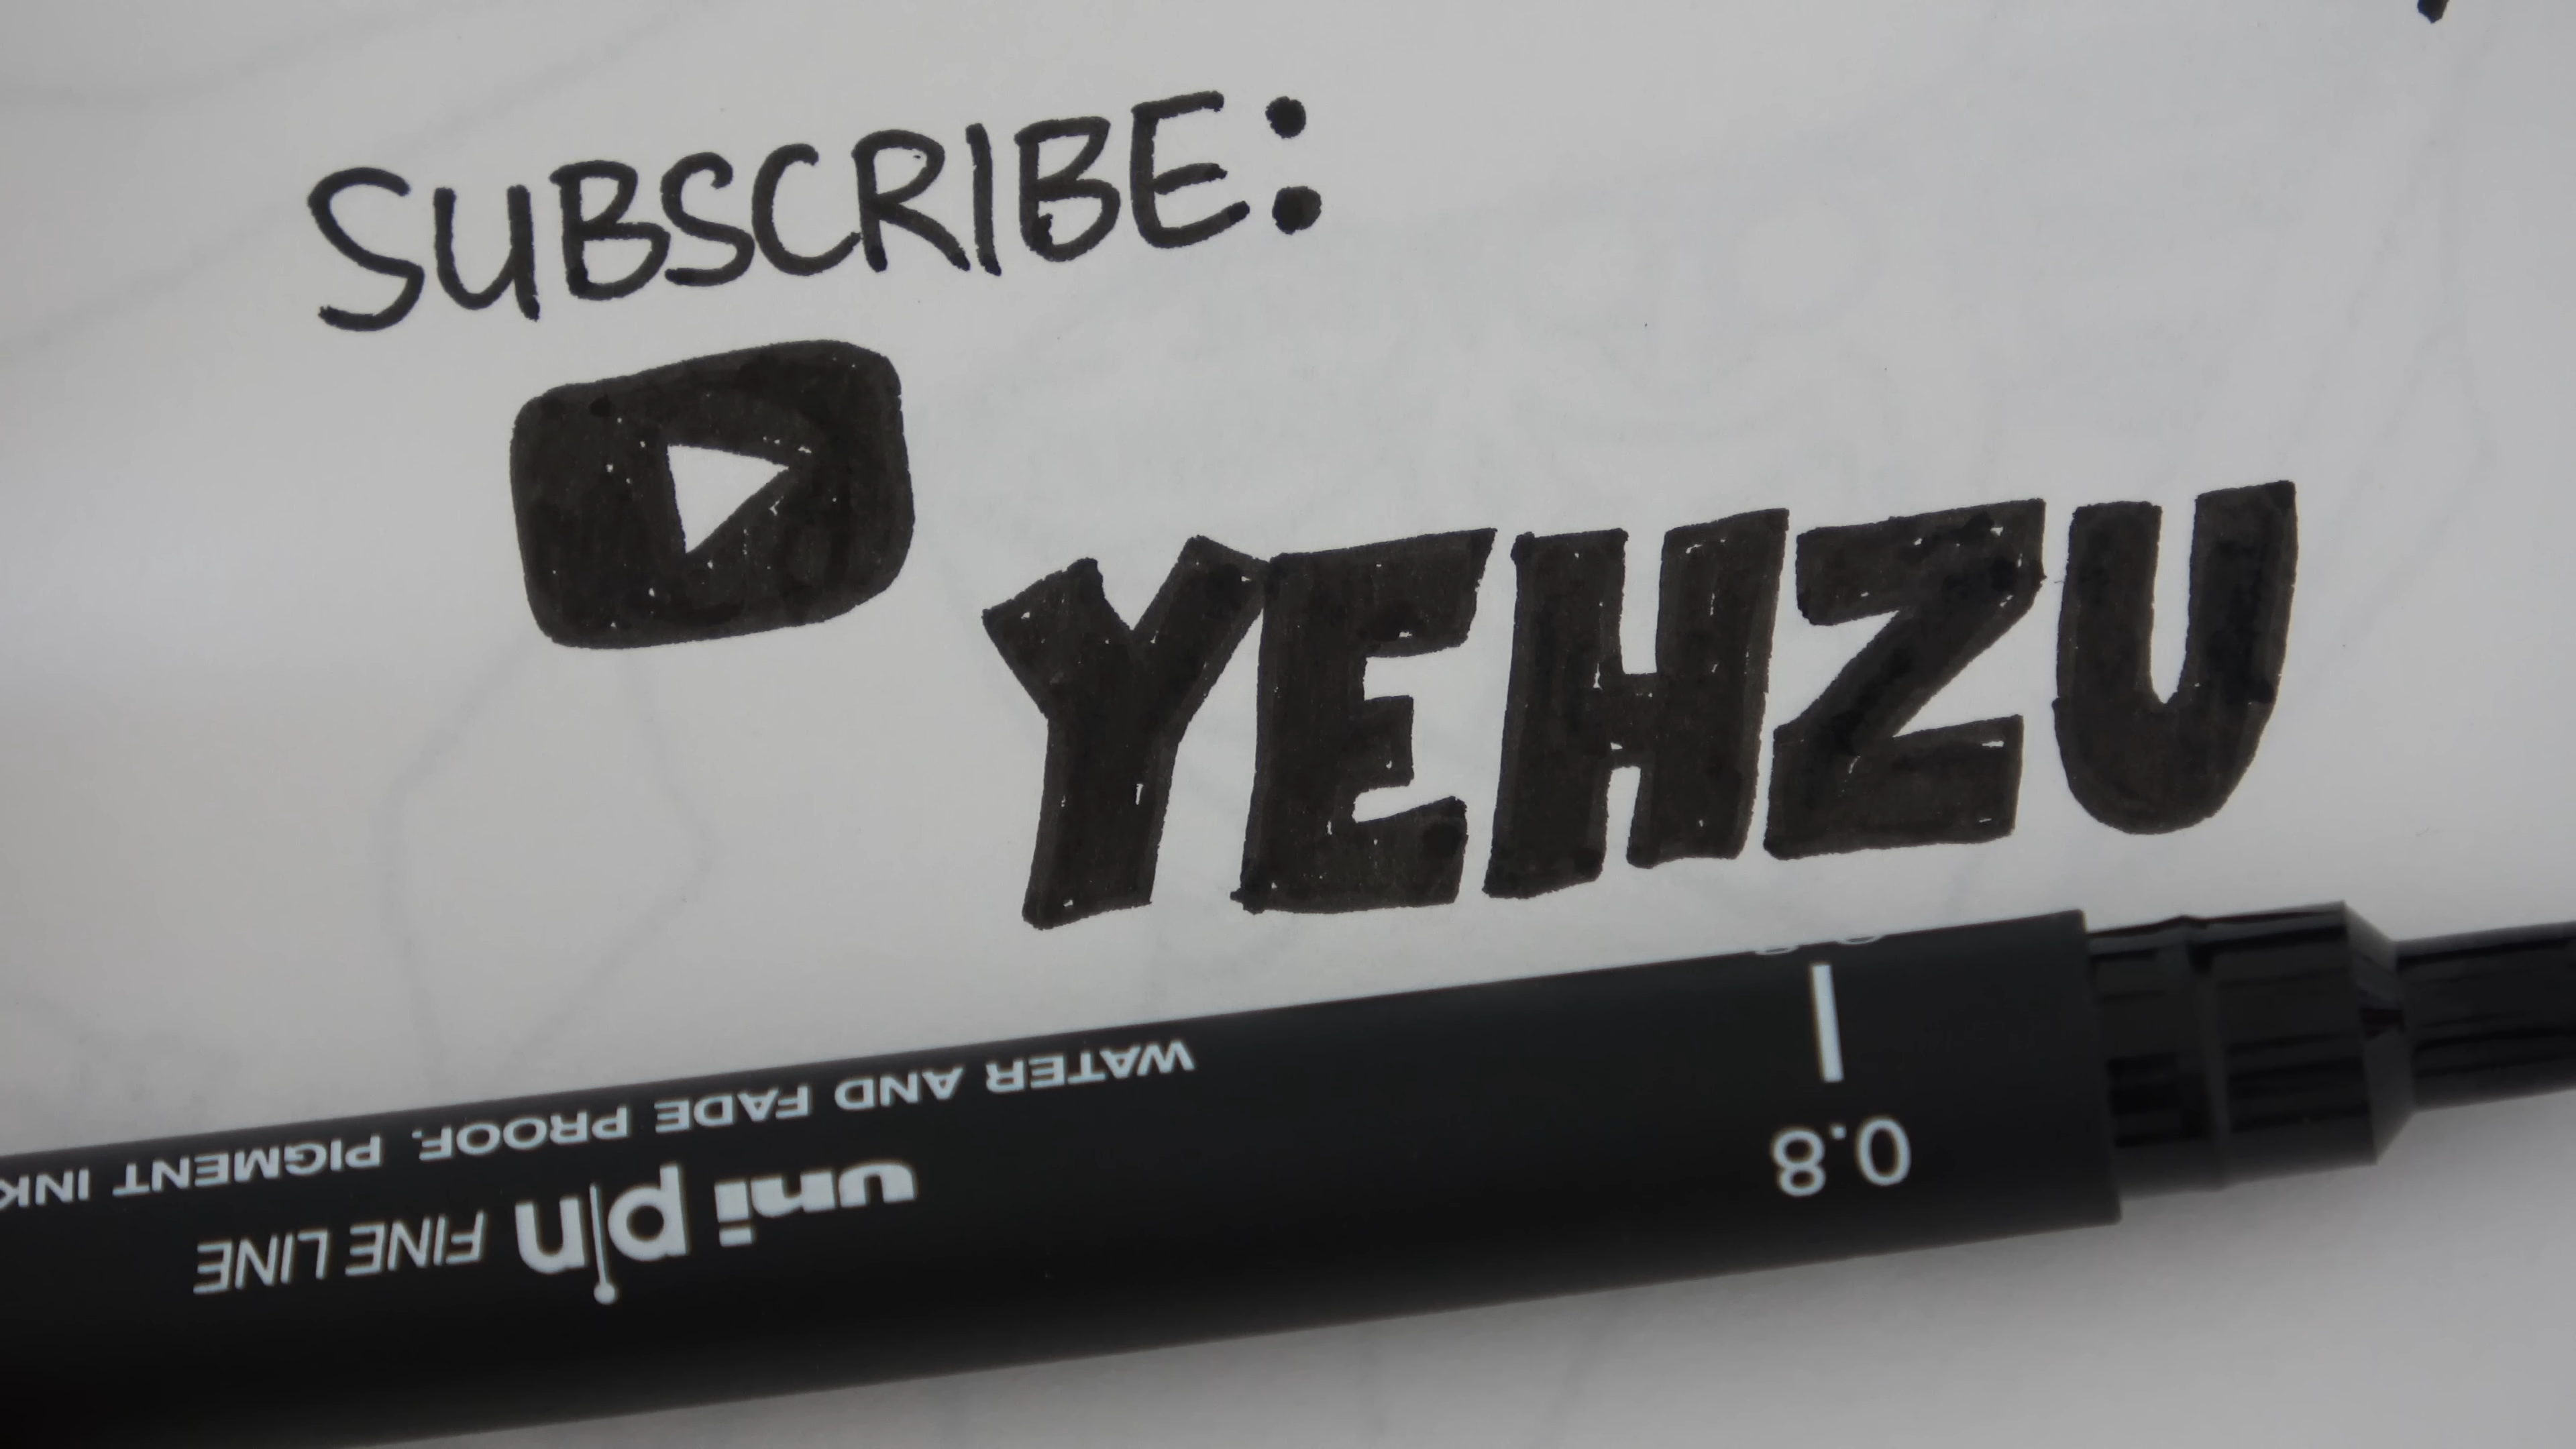 SUBSCRIBE:
YEHZU
WATER AND FADE PROOF. PIGMENT INK
uni pin FINE LINE
0.8